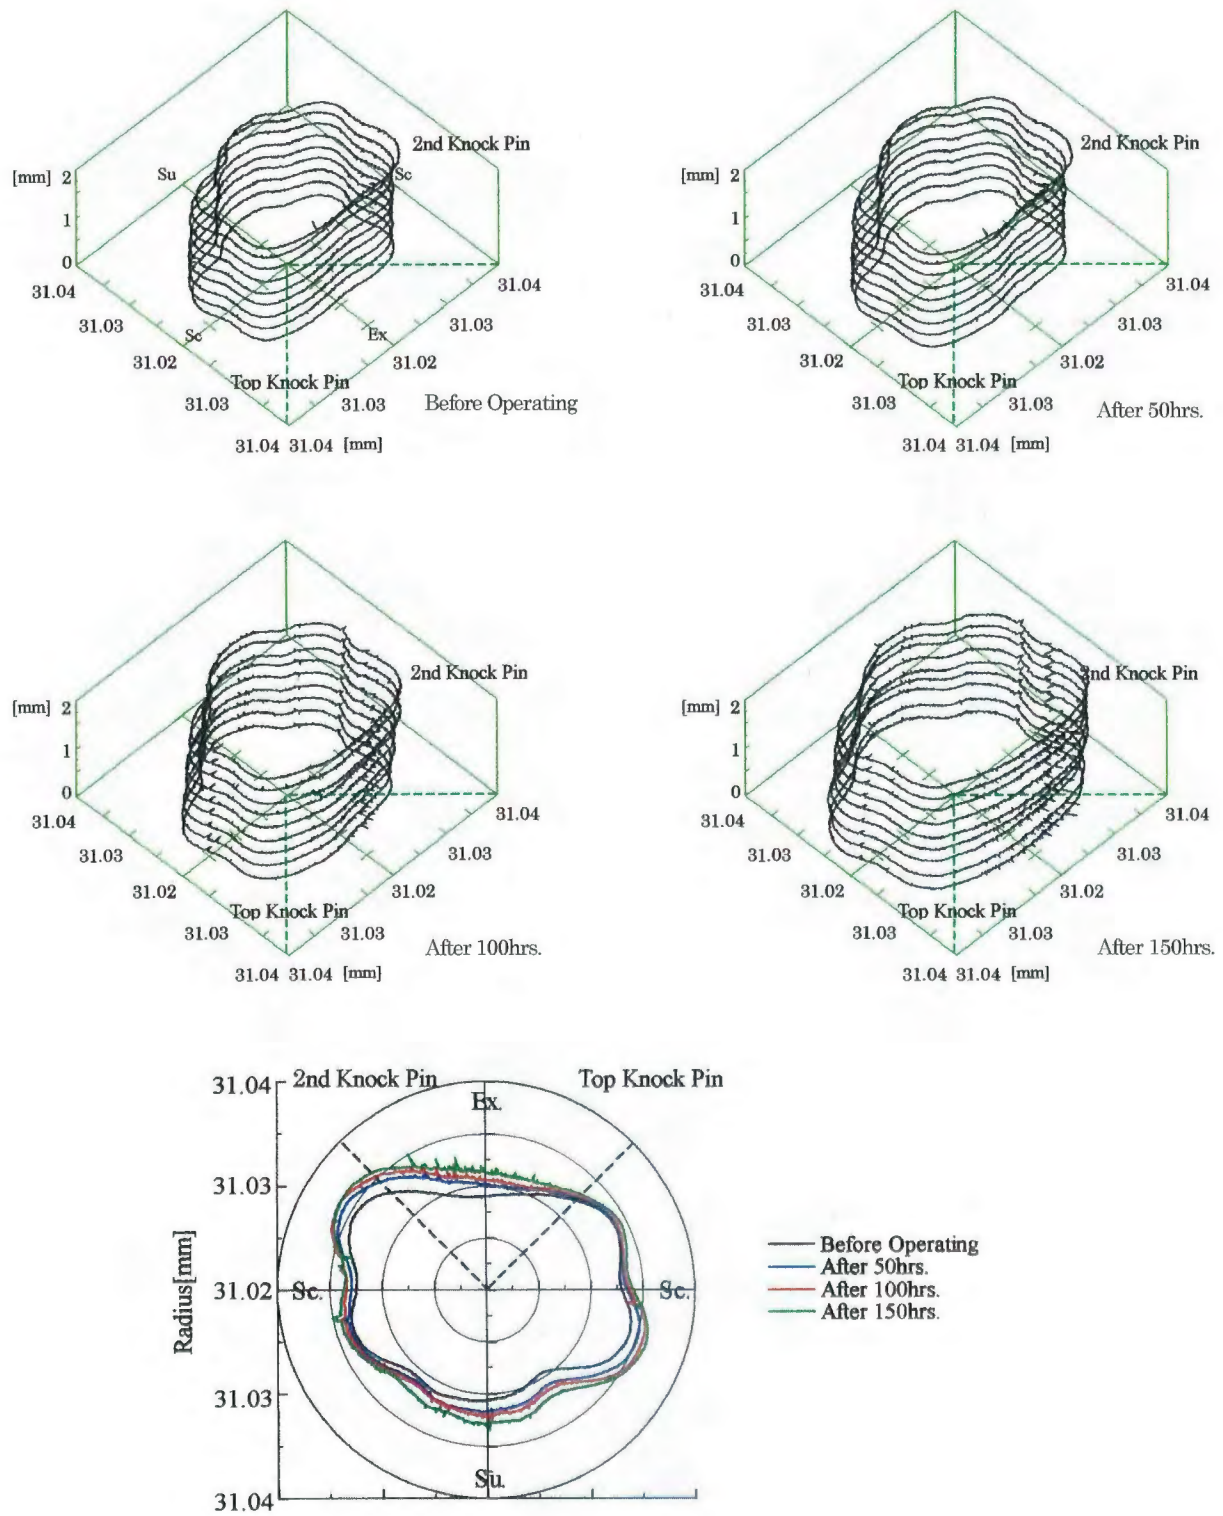 2nd Knock Pin
[mm] 2
1
0
Su
Sc
31.04
31.03
31.02
Sc
Ex
31.04
31.03
31.02
Top Knock Pin
31.03
31.03
31.04 31.04 [mm]
Before Operating
2nd Knock Pin
[mm] 2
1
0
31.04
31.03
31.02
31.04
31.03
31.02
Top Knock Pin
31.03
31.03
31.04 31.04 [mm]
After 50hrs.
2nd Knock Pin
[mm] 2
1
0
31.04
31.03
31.02
31.04
31.03
31.02
Top Knock Pin
31.03
31.03
31.04 31.04 [mm]
After 100hrs.
2nd Knock Pin
[mm] 2
1
0
31.04
31.03
31.02
31.04
31.03
31.02
Top Knock Pin
31.03
31.03
31.04 31.04 [mm]
After 150hrs.
2nd Knock Pin
Top Knock Pin
31.04
Ex.
31.03
Radius[mm]
31.02
Sc.
Sc.
31.03
Su.
31.04
Before Operating
After 50hrs.
After 100hrs.
After 150hrs.